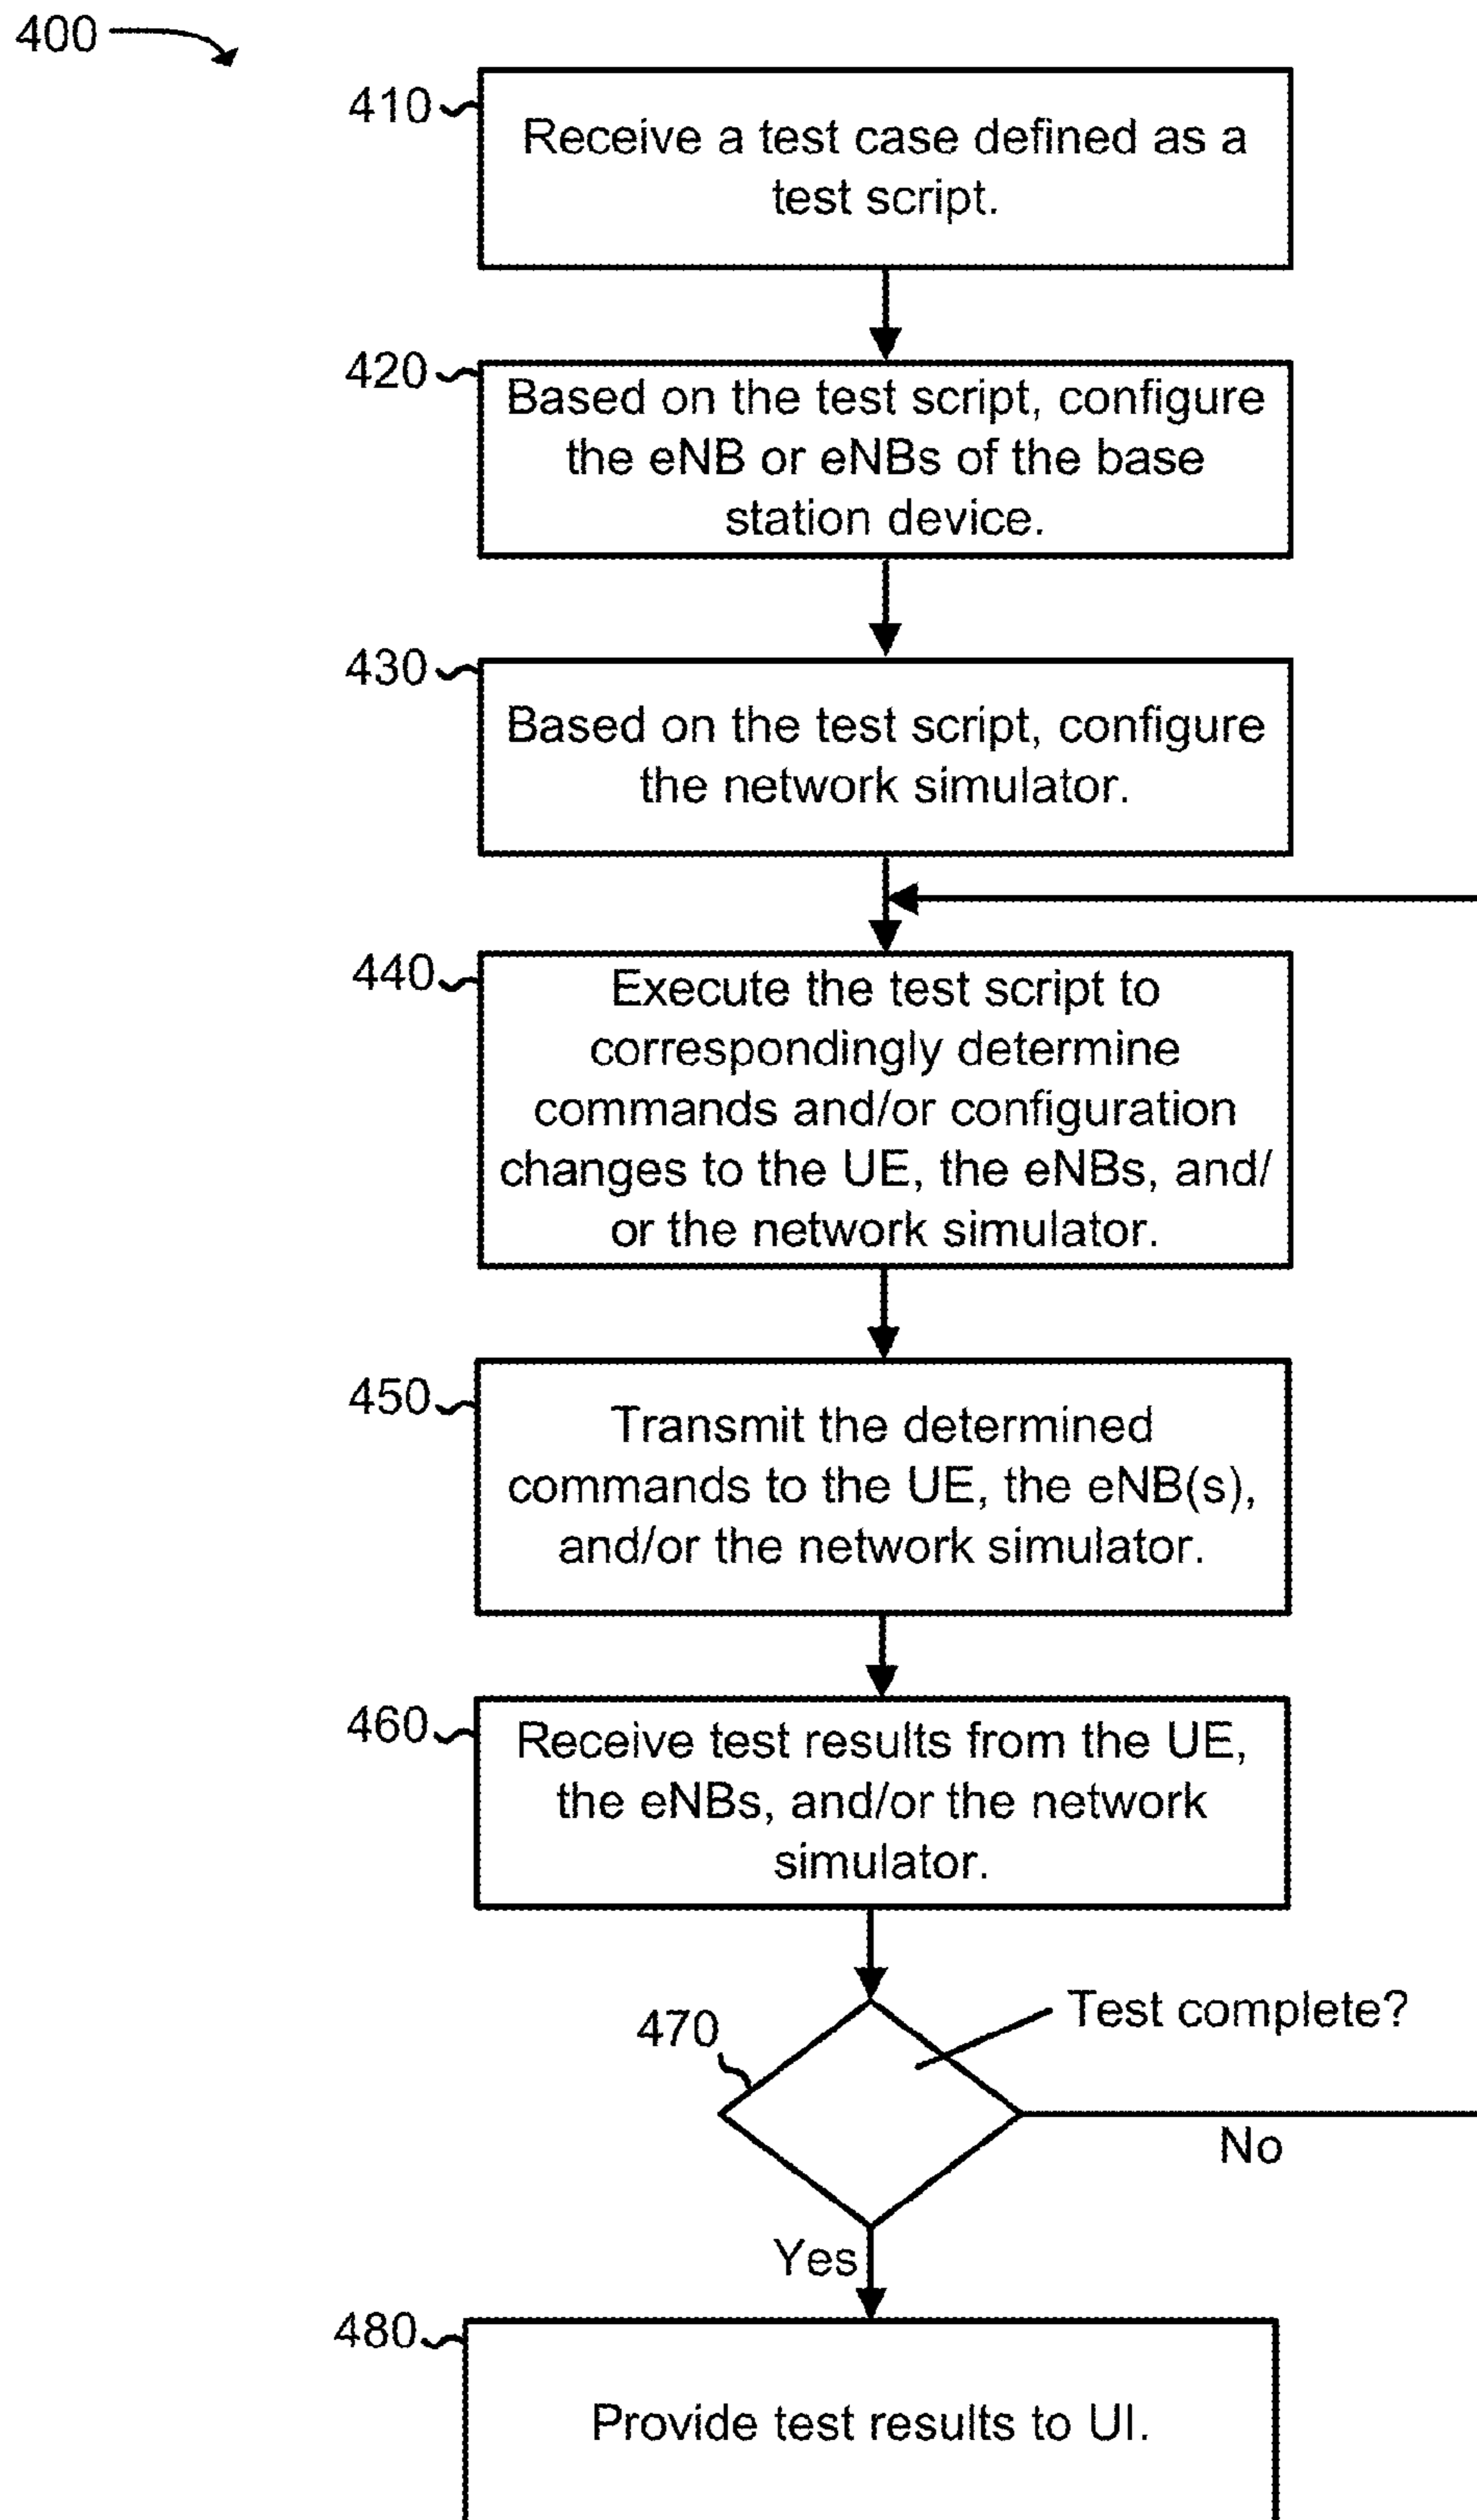 400
410
Receive a test case defined as a
test script.
420
Based on the test script, configure
the eNB or eNBs of the base
station device.
430
Based on the test script, configure
the network simulator.
440
Execute the test script to
correspondingly determine
commands and/or configuration
changes to the UE, the eNBs, and/
or the network simulator.
450
Transmit the determined
commands to the UE, the eNB(s),
and/or the network simulator.
460
Receive test results from the UE,
the eNBs, and/or the network
simulator.
470
Test complete?
No
Yes
480
Provide test results to UI.